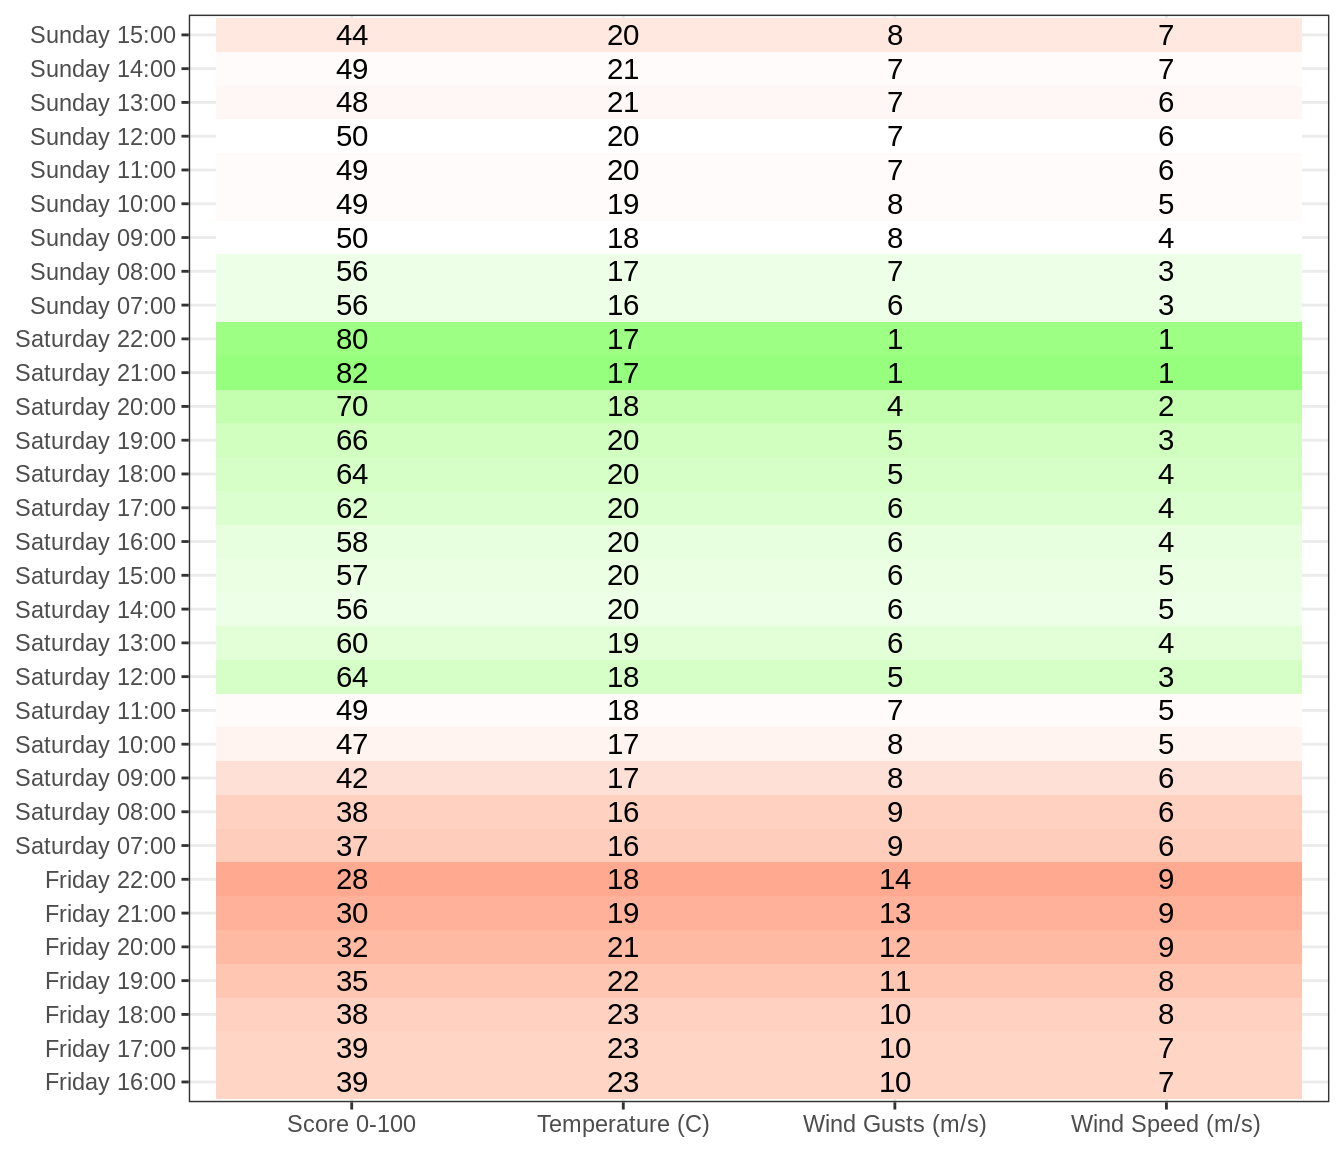 Sunday 15:00 44 20 8 7
Sunday 14:00 49 21 7 7
Sunday 13:00 48 21 7 6
Sunday 12:00 50 20 7 6
Sunday 11:00 49 20 7 6
Sunday 10:00 49 19 8 5
Sunday 09:00 50 18 8 4
Sunday 08:00 56 17 7 3
Sunday 07:00 56 16 6 3
Saturday 22:00 80 17 1 1
Saturday 21:00 82 17 1 1
Saturday 20:00 70 18 4 2
Saturday 19:00 66 20 5 3
Saturday 18:00 64 20 5 4
Saturday 17:00 62 20 6 4
Saturday 16:00 58 20 6 4
Saturday 15:00 57 20 6 5
Saturday 14:00 56 20 6 5
Saturday 13:00 60 19 6 4
Saturday 12:00 64 18 5 3
Saturday 11:00 49 18 7 5
Saturday 10:00 47 17 8 5
Saturday 09:00 42 17 8 6
Saturday 08:00 38 16 9 6
Saturday 07:00 37 16 9 6
Friday 22:00 28 18 14 9
Friday 21:00 30 19 13 9
Friday 20:00 32 21 12 9
Friday 19:00 35 22 11 8
Friday 18:00 38 23 10 8
Friday 17:00 39 23 10 7
Friday 16:00 39 23 10 7
Score 0-100 Temperature (C) Wind Gusts (m/s) Wind Speed (m/s)